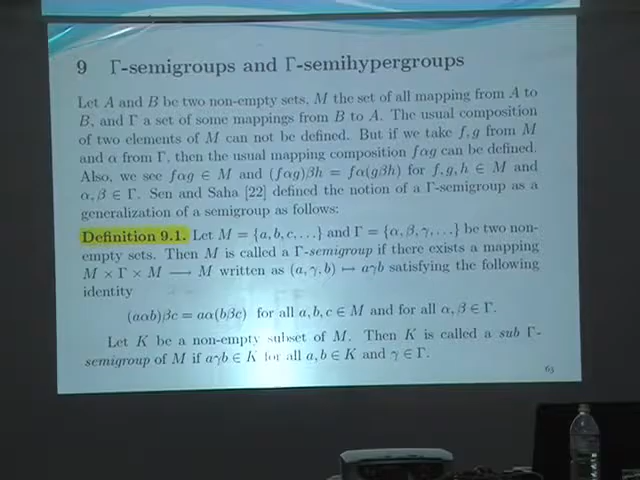 9 Γ-semigroups and Γ-semihypergroups
Let A and B be two non-empty sets, M the set of all mapping from A to
B, and Γ a set of some mappings from B to A. The usual composition
of two elements of M can not be defined. But if we take f, g from M
and α from Γ, then the usual mapping composition fαg can be defined.
Also, we see fαg ∈ M and (fαg)βh = fα(gβh) for f, g, h ∈ M and
α, β ∈ Γ. Sen and Saha [22] defined the notion of a Γ-semigroup as a
generalization of a semigroup as follows:
Definition 9.1. Let M = {a, b, c, . . .} and Γ = {α, β, γ, . . .} be two non-
empty sets. Then M is called a Γ-semigroup if there exists a mapping
M × Γ × M ⟶ M written as (a, γ, b) ↦ aγb satisfying the following
identity
(aαb)βc = aα(bβc) for all a, b, c ∈ M and for all α, β ∈ Γ.
Let K be a non-empty subset of M. Then K is called a sub Γ-
semigroup of M if aγb ∈ K for all a, b ∈ K and γ ∈ Γ.
63